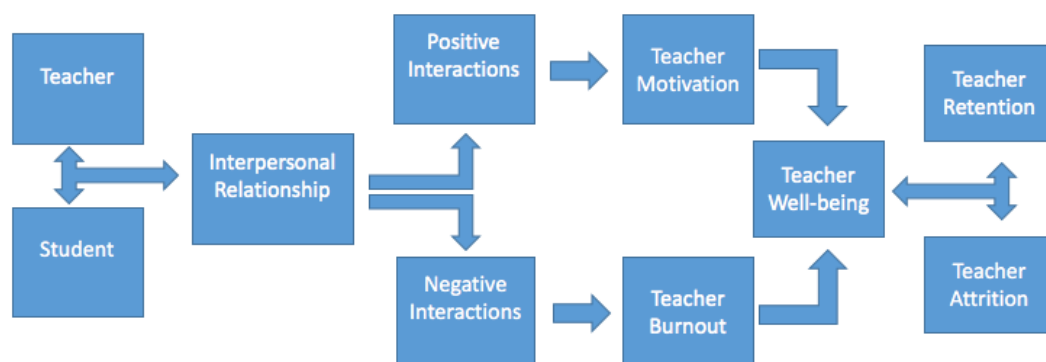 Teacher
Student
Interpersonal
Relationship
Positive
Interactions
Negative
Interactions
Teacher
Motivation
Teacher
Burnout
Teacher
Well-being
Teacher
Retention
Teacher
Attrition